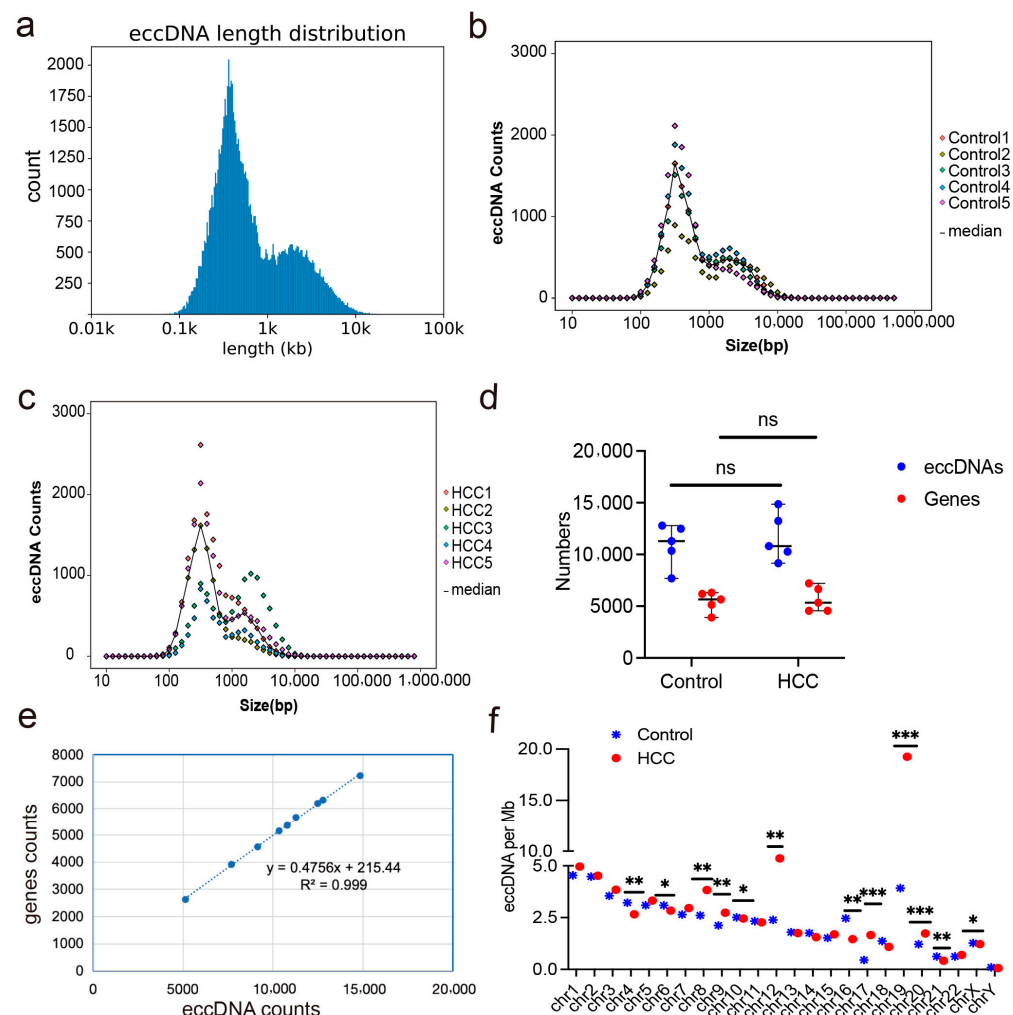 a
eccDNA length distribution
count
2000
1750
1500
1250
1000
750
500
250
0.01k 0.1k 1k 10k 100k
length (kb)
b
eccDNA Counts
3000
2000
1000
0
10 100 1000 10,000 100,000 1,000,000
Size(bp)
Control1
Control2
Control3
Control4
Control5
- median
c
eccDNA Counts
3000
2000
1000
0
10 100 1000 10,000 100,000 1,000,000
Size(bp)
HCC1
HCC2
HCC3
HCC4
HCC5
- median
d
Numbers
20,000
15,000
10,000
5000
0
ns
ns
Control HCC
eccDNAs
Genes
e
genes counts
8000
7000
6000
5000
4000
3000
2000
1000
0
y = 0.4756x + 215.44
R² = 0.999
0 5000 10,000 15,000 20,000
eccDNA counts
f
Control
HCC
eccDNA per Mb
20.0
15.0
10.0
5.0
2.5
0.0
** * ** ** * ** ** *** *** *** ** *
chr1 chr2 chr3 chr4 chr5 chr6 chr7 chr8 chr9 chr10 chr11 chr12 chr13 chr14 chr15 chr16 chr17 chr18 chr19 chr20 chr21 chr22 chrX chrY